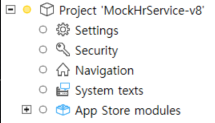 Project 'MockHrService-v8'
Settings
Security
Navigation
System texts
App Store modules